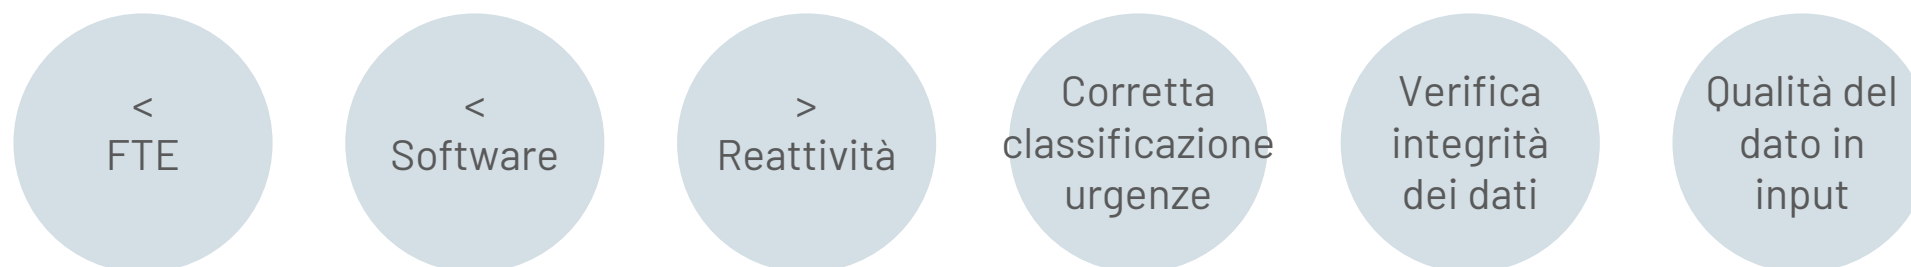 <
FTE
<
Software
>
Reattività
Corretta
classificazione
urgenze
Verifica
integrità
dei dati
Qualità del
dato in
input